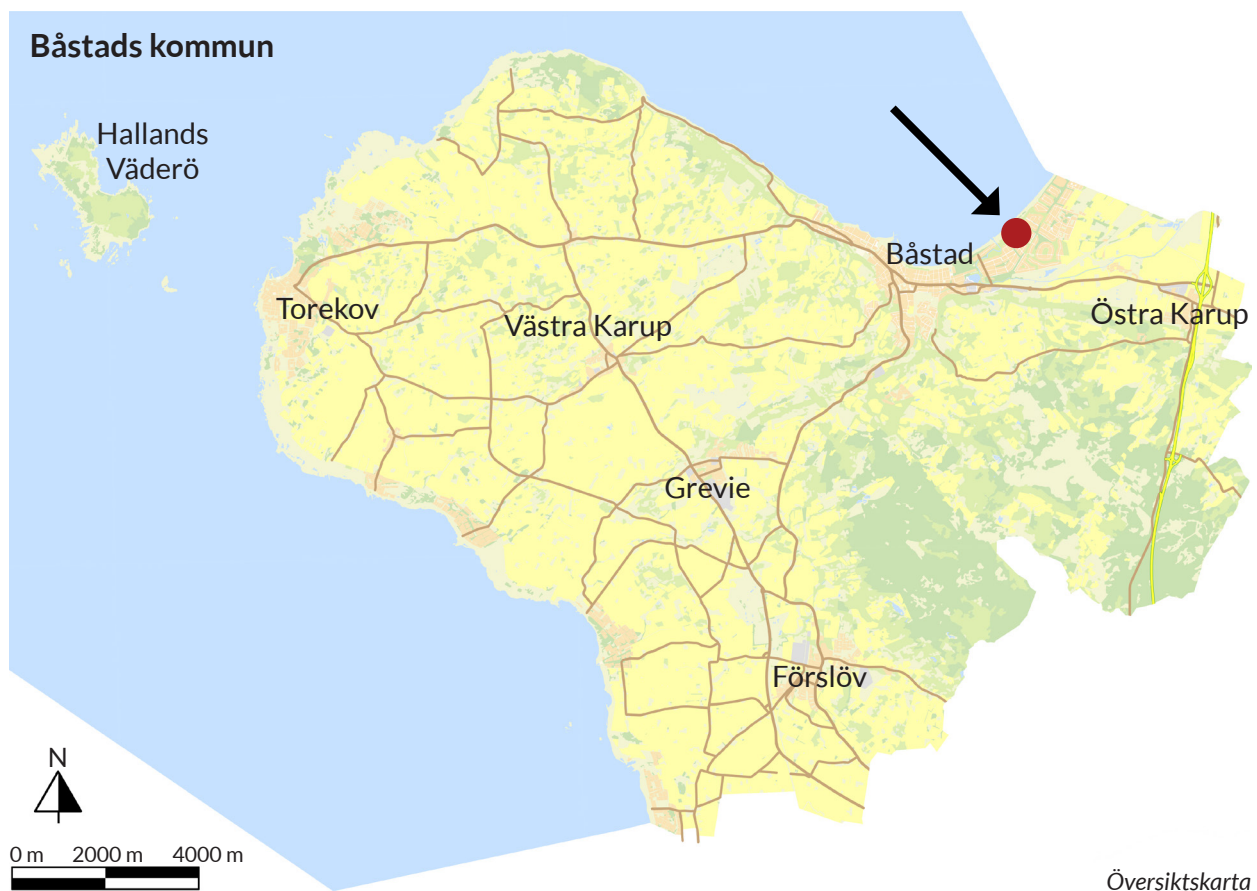 Båstads kommun
Hallands
Väderö
Båstad
Torekov
Västra Karup
Östra Karup
Grevie
Förslöv
N
0 m 2000 m 4000 m
Översiktskarta